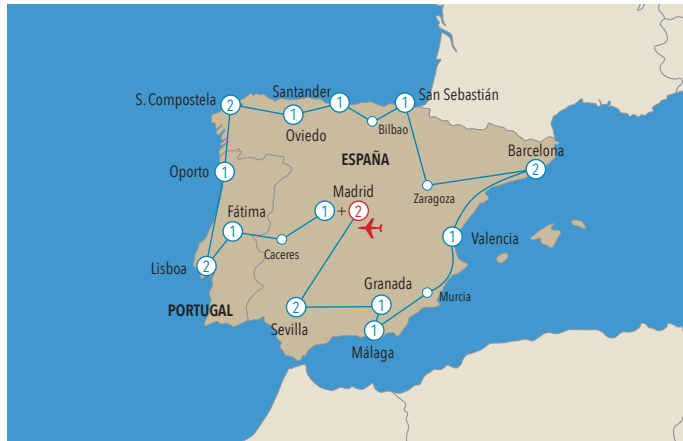 Santander
1
1
San Sebastián
S. Compostela
2
1
Oviedo
Bilbao
ESPAÑA
Barcelona
2
Oporto
1
Zaragoza
Madrid
Fátima
1
1+2
Caceres
1
Valencia
Lisboa
2
Granada
1
Murcia
PORTUGAL
2
Sevilla
1
Málaga